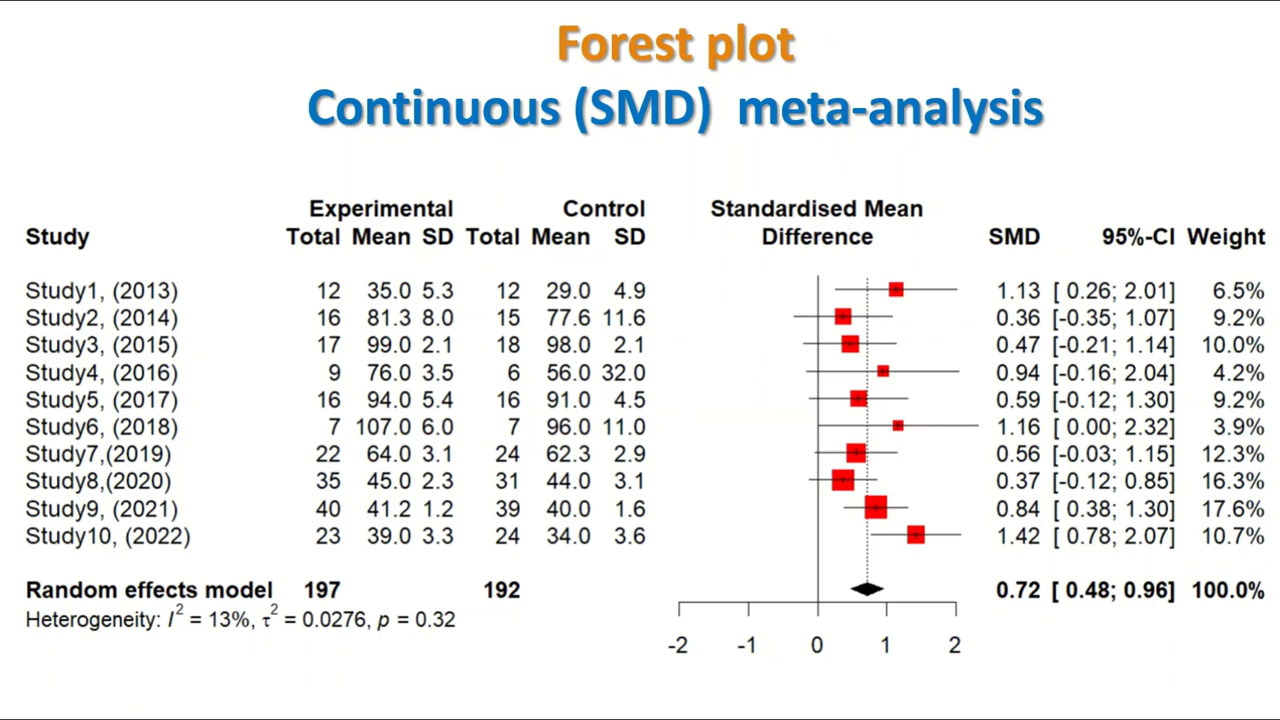 Forest plot
Continuous (SMD) meta-analysis
Experimental Control Standardised Mean
Study Total Mean SD Total Mean SD Difference SMD 95%-CI Weight
Study1, (2013) 12 35.0 5.3 12 29.0 4.9 1.13 [ 0.26; 2.01] 6.5%
Study2, (2014) 16 81.3 8.0 15 77.6 11.6 0.36 [-0.35; 1.07] 9.2%
Study3, (2015) 17 99.0 2.1 18 98.0 2.1 0.47 [-0.21; 1.14] 10.0%
Study4, (2016) 9 76.0 3.5 6 56.0 32.0 0.94 [-0.16; 2.04] 4.2%
Study5, (2017) 16 94.0 5.4 16 91.0 4.5 0.59 [-0.12; 1.30] 9.2%
Study6, (2018) 7 107.0 6.0 7 96.0 11.0 1.16 [ 0.00; 2.32] 3.9%
Study7,(2019) 22 64.0 3.1 24 62.3 2.9 0.56 [-0.03; 1.15] 12.3%
Study8,(2020) 35 45.0 2.3 31 44.0 3.1 0.37 [-0.12; 0.85] 16.3%
Study9, (2021) 40 41.2 1.2 39 40.0 1.6 0.84 [ 0.38; 1.30] 17.6%
Study10, (2022) 23 39.0 3.3 24 34.0 3.6 1.42 [ 0.78; 2.07] 10.7%
Random effects model 197 192 0.72 [ 0.48; 0.96] 100.0%
Heterogeneity: I² = 13%, τ² = 0.0276, p = 0.32
-2 -1 0 1 2